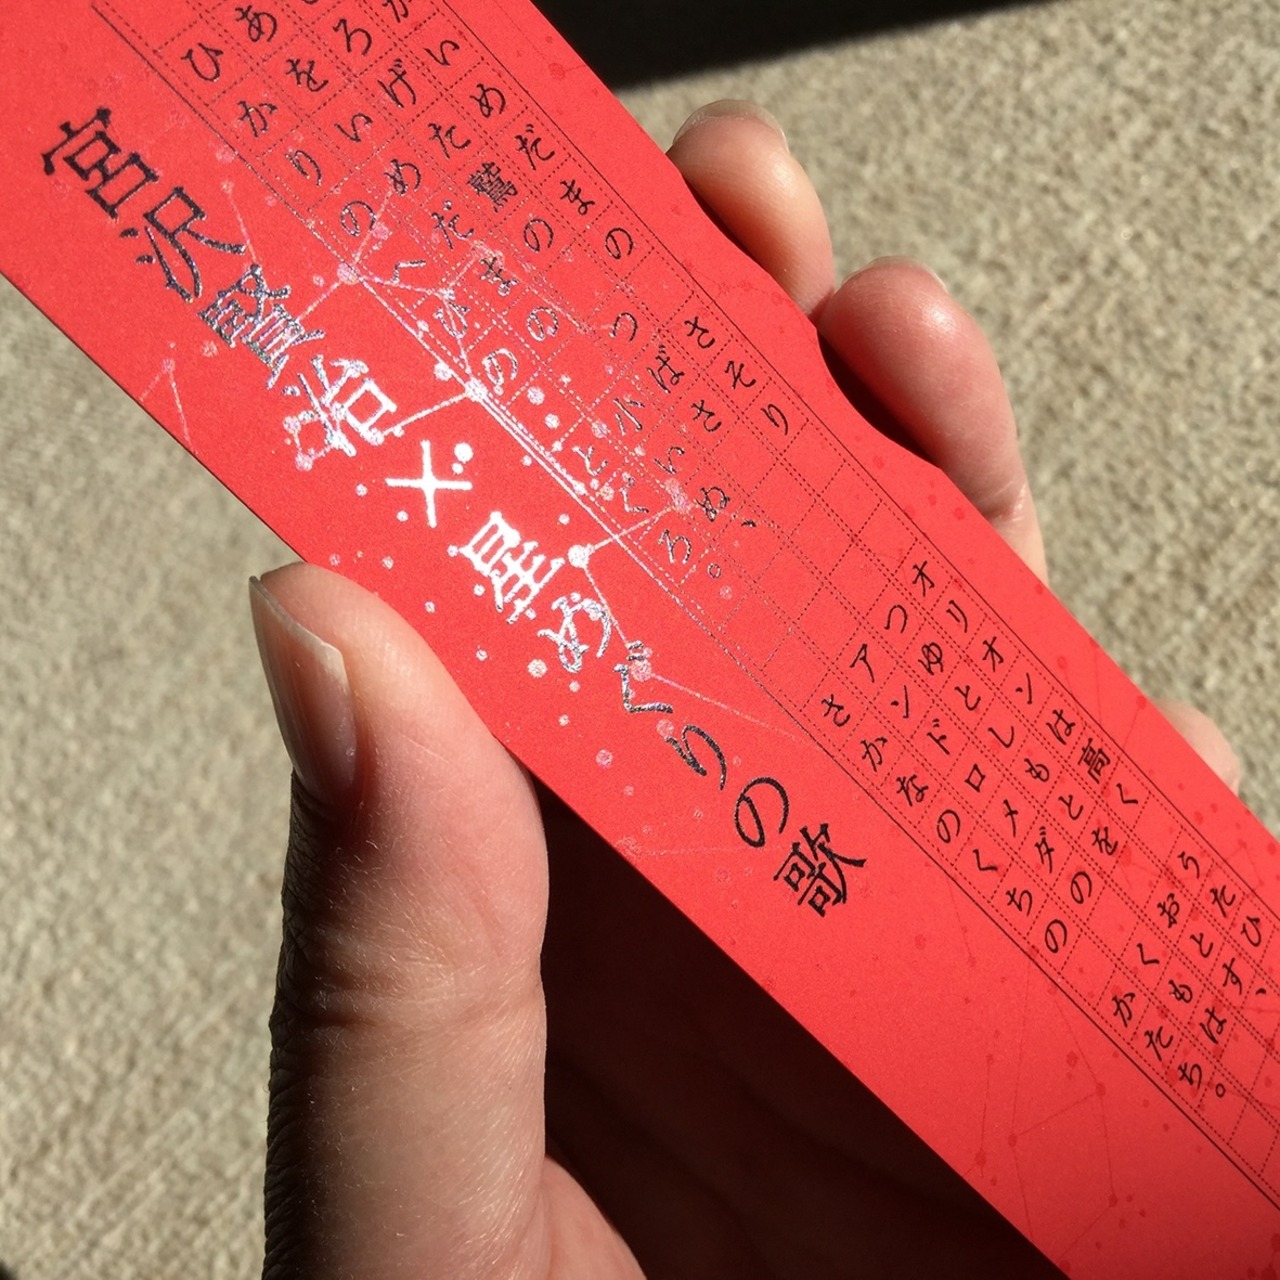 かいめだまの　さそり
ろげた鷲の　つばさ
あをいめだまの　小いぬ、
ひかりのへびの　とぐろ。
オリオンは高く　うたひ
つゆとしもとを　おとす、
アンドロメダの　くもは
さかなのくちの　かたち。
宮沢賢治×星めぐりの歌